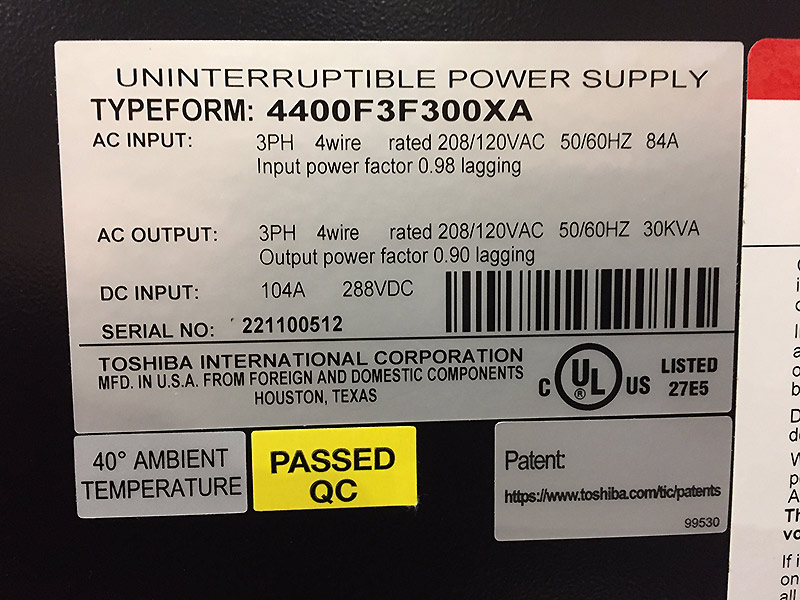 UNINTERRUPTIBLE POWER SUPPLY
TYPEFORM: 4400F3F300XA
AC INPUT: 3PH 4wire rated 208/120VAC 50/60HZ 84A
Input power factor 0.98 lagging
AC OUTPUT: 3PH 4wire rated 208/120VAC 50/60HZ 30KVA
Output power factor 0.90 lagging
DC INPUT: 104A 288VDC
SERIAL NO: 221100512
TOSHIBA INTERNATIONAL CORPORATION
MFD. IN U.S.A. FROM FOREIGN AND DOMESTIC COMPONENTS
HOUSTON, TEXAS
C UL ® US LISTED
27E5
40° AMBIENT
TEMPERATURE
PASSED
QC
Patent:
https://www.toshiba.com/tic/patents
99530
If i
on
all